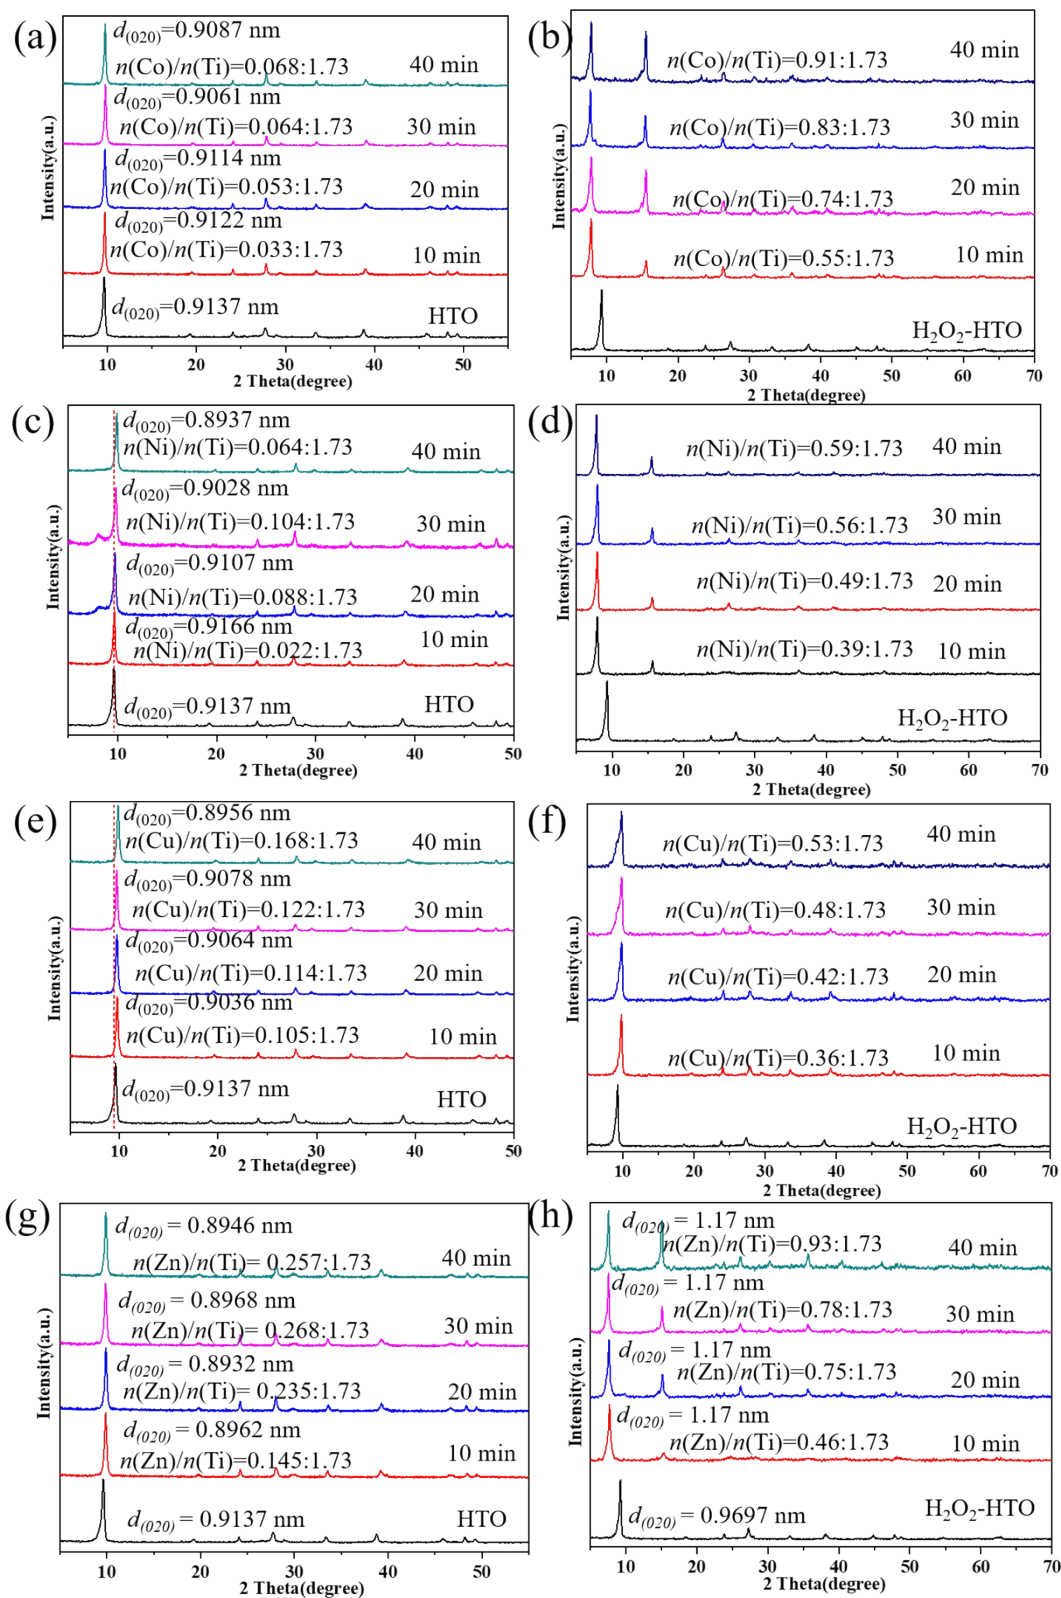 (a)
d(020)=0.9087 nm
n(Co)/n(Ti)=0.068:1.73
40 min
d(020)=0.9061 nm
n(Co)/n(Ti)=0.064:1.73
30 min
d(020)=0.9114 nm
n(Co)/n(Ti)=0.053:1.73
20 min
d(020)=0.9122 nm
n(Co)/n(Ti)=0.033:1.73
10 min
d(020)=0.9137 nm
HTO
Intensity(a.u.)
10 20 30 40 50
2 Theta(degree)
(b)
40 min
n(Co)/n(Ti)=0.91:1.73
30 min
n(Co)/n(Ti)=0.83:1.73
20 min
n(Co)/n(Ti)=0.74:1.73
10 min
n(Co)/n(Ti)=0.55:1.73
H2O2-HTO
Intensity(a.u.)
10 20 30 40 50 60 70
2 Theta(degree)
(c)
d(020)=0.8937 nm
n(Ni)/n(Ti)=0.064:1.73
40 min
d(020)=0.9028 nm
n(Ni)/n(Ti)=0.104:1.73
30 min
d(020)=0.9107 nm
n(Ni)/n(Ti)=0.088:1.73
20 min
d(020)=0.9166 nm
n(Ni)/n(Ti)=0.022:1.73
10 min
d(020)=0.9137 nm
HTO
Intensity(a.u.)
10 20 30 40 50
2 Theta(degree)
(d)
n(Ni)/n(Ti)=0.59:1.73
40 min
n(Ni)/n(Ti)=0.56:1.73
30 min
n(Ni)/n(Ti)=0.49:1.73
20 min
n(Ni)/n(Ti)=0.39:1.73
10 min
H2O2-HTO
Intensity(a.u.)
10 20 30 40 50 60 70
2 Theta(degree)
(e)
d(020)=0.8956 nm
n(Cu)/n(Ti)=0.168:1.73
40 min
d(020)=0.9078 nm
n(Cu)/n(Ti)=0.122:1.73
30 min
d(020)=0.9064 nm
n(Cu)/n(Ti)=0.114:1.73
20 min
d(020)=0.9036 nm
n(Cu)/n(Ti)=0.105:1.73
10 min
d(020)=0.9137 nm
HTO
Intensity(a.u.)
10 20 30 40 50
2 Theta(degree)
(f)
40 min
n(Cu)/n(Ti)=0.53:1.73
30 min
n(Cu)/n(Ti)=0.48:1.73
20 min
n(Cu)/n(Ti)=0.42:1.73
10 min
n(Cu)/n(Ti)=0.36:1.73
H2O2-HTO
Intensity(a.u.)
10 20 30 40 50 60 70
2 Theta(degree)
(g)
d(020) = 0.8946 nm
n(Zn)/n(Ti)= 0.257:1.73
40 min
d(020) = 0.8968 nm
n(Zn)/n(Ti)= 0.268:1.73
30 min
d(020) = 0.8932 nm
n(Zn)/n(Ti)= 0.235:1.73
20 min
d(020) = 0.8962 nm
n(Zn)/n(Ti)=0.145:1.73
10 min
d(020) = 0.9137 nm
HTO
Intensity(a.u.)
10 20 30 40 50
2 Theta(degree)
(h)
d(020) = 1.17 nm
n(Zn)/n(Ti)=0.93:1.73
40 min
d(020) = 1.17 nm
n(Zn)/n(Ti)=0.78:1.73
30 min
d(020) = 1.17 nm
n(Zn)/n(Ti)=0.75:1.73
20 min
d(020) = 1.17 nm
n(Zn)/n(Ti)=0.46:1.73
10 min
H2O2-HTO
d(020) = 0.9697 nm
Intensity(a.u.)
10 20 30 40 50 60 70
2 Theta(degree)